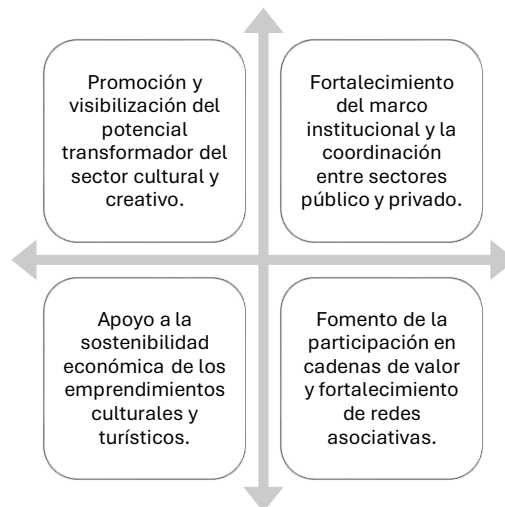 Promoción y
visibilización del
potencial
transformador del
sector cultural y
creativo.
Fortalecimiento
del marco
institucional y la
coordinación
entre sectores
público y privado.
Apoyo a la
sostenibilidad
económica de los
emprendimientos
culturales y
turísticos.
Fomento de la
participación en
cadenas de valor
y fortalecimiento
de redes
asociativas.